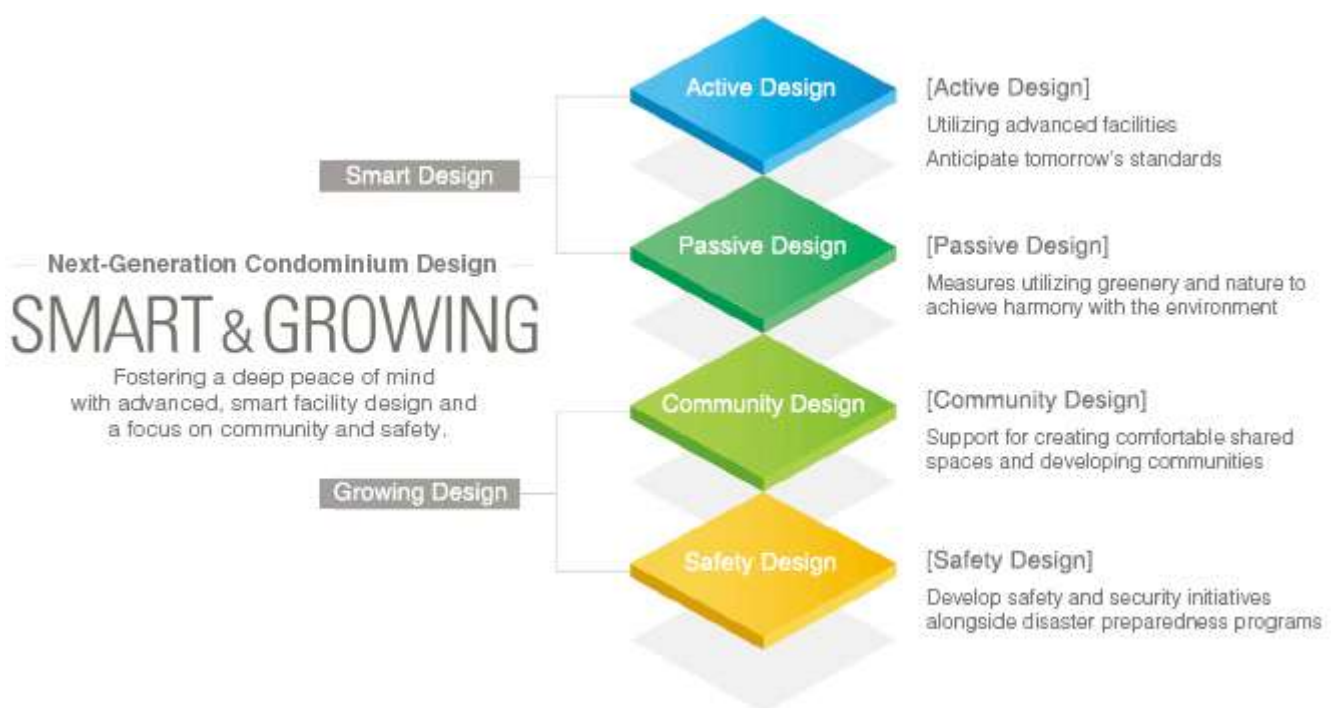 Next-Generation Condominium Design
SMART & GROWING
Fostering a deep peace of mind
with advanced, smart facility design and
a focus on community and safety.
Smart Design
Active Design
[Active Design]
Utilizing advanced facilities
Anticipate tomorrow's standards
Passive Design
[Passive Design]
Measures utilizing greenery and nature to
achieve harmony with the environment
Growing Design
Community Design
[Community Design]
Support for creating comfortable shared
spaces and developing communities
Safety Design
[Safety Design]
Develop safety and security initiatives
alongside disaster preparedness programs